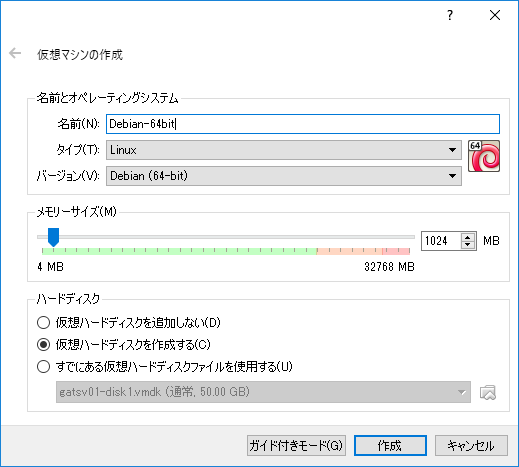 ?
仮想マシンの作成
名前とオペレーティングシステム
名前(N): Debian-64bit
タイプ(T): Linux
64
バージョン(V): Debian (64-bit)
メモリーサイズ(M)
1024 MB
4 MB 32768 MB
ハードディスク
仮想ハードディスクを追加しない(D)
仮想ハードディスクを作成する(C)
すでにある仮想ハードディスクファイルを使用する(U)
gatsv01-disk1.vmdk (通常, 50.00 GB)
ガイド付きモード(G) 作成 キャンセル